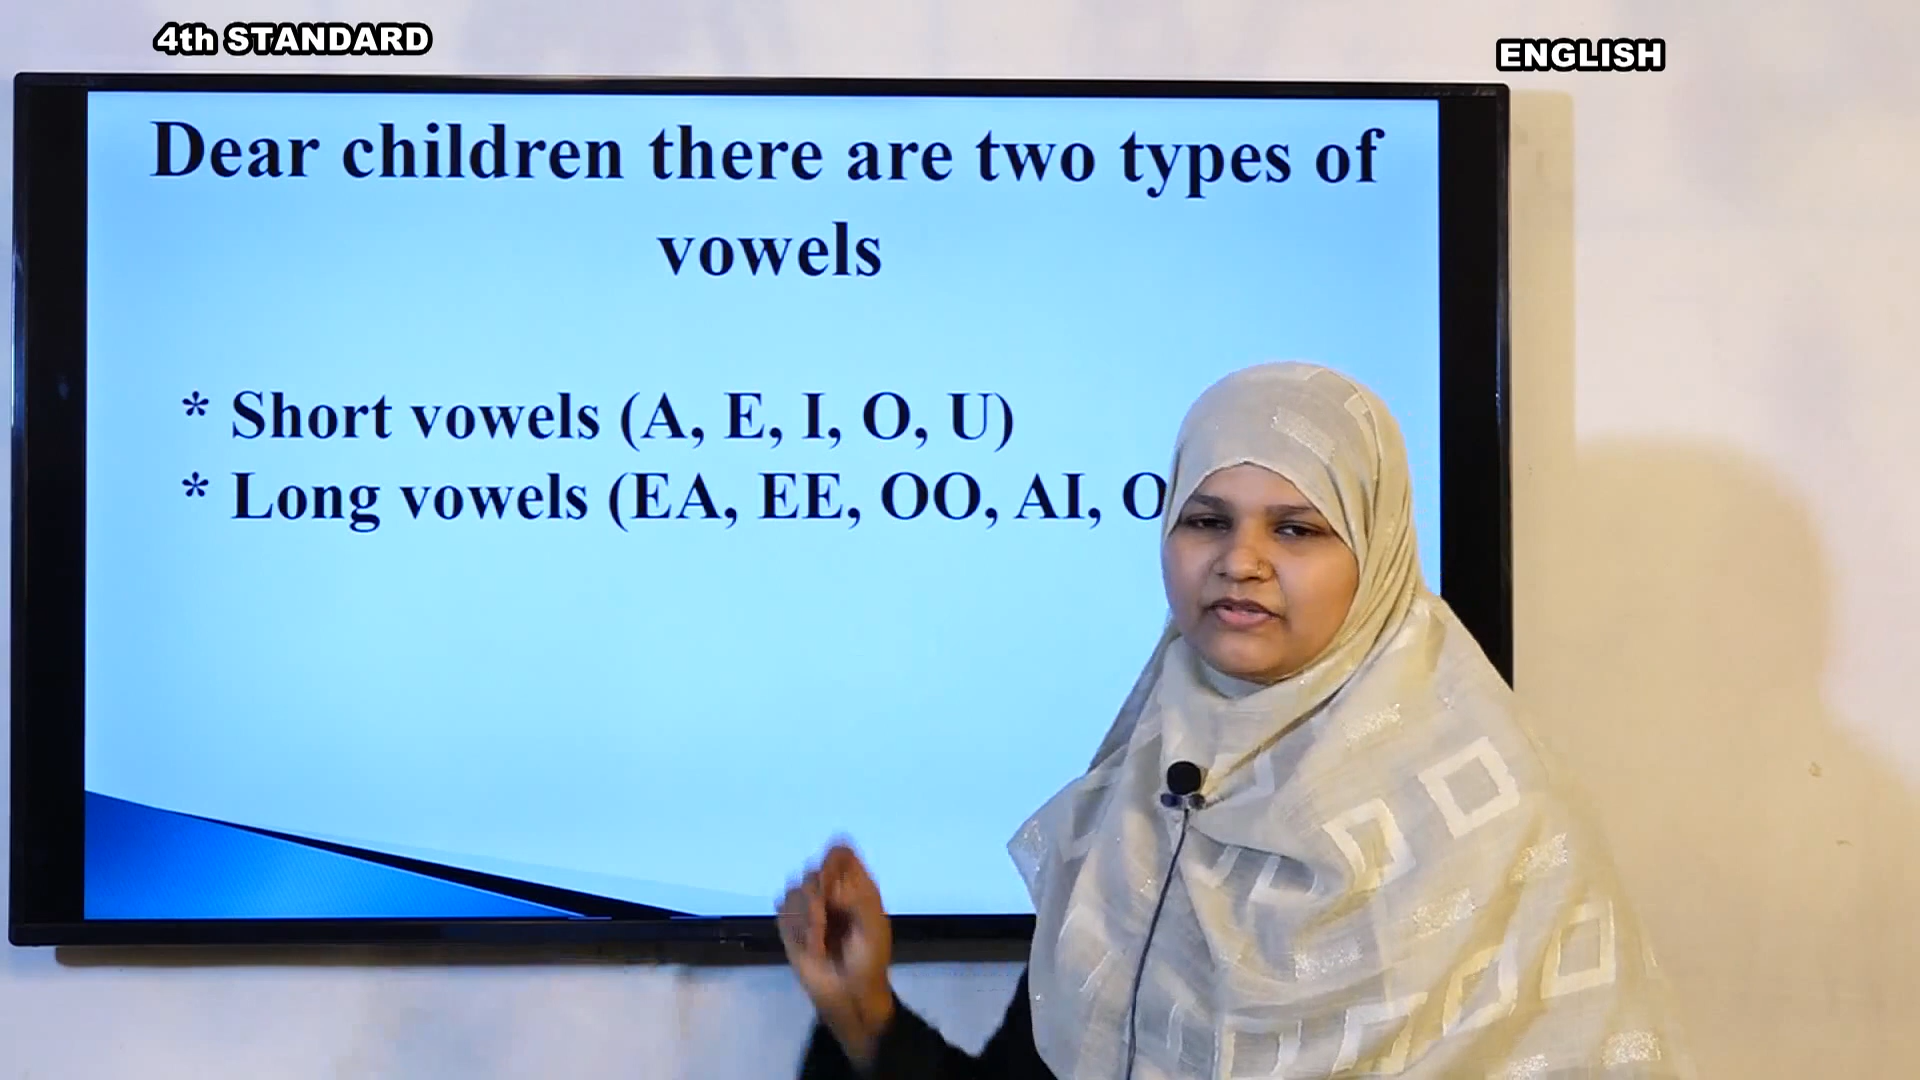 4th STANDARD
ENGLISH
Dear children there are two types of
vowels
* Short vowels (A, E, I, O, U)
* Long vowels (EA, EE, OO, AI, O